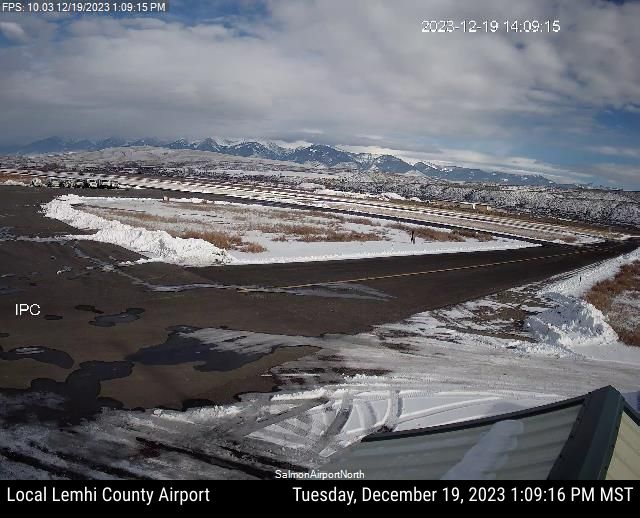 FPS: 10.03 12/19/2023 1:09:15 PM
2023-12-19 14:09:15
IPC
SalmonAirportNorth
Local Lemhi County Airport
Tuesday, December 19, 2023 1:09:16 PM MST